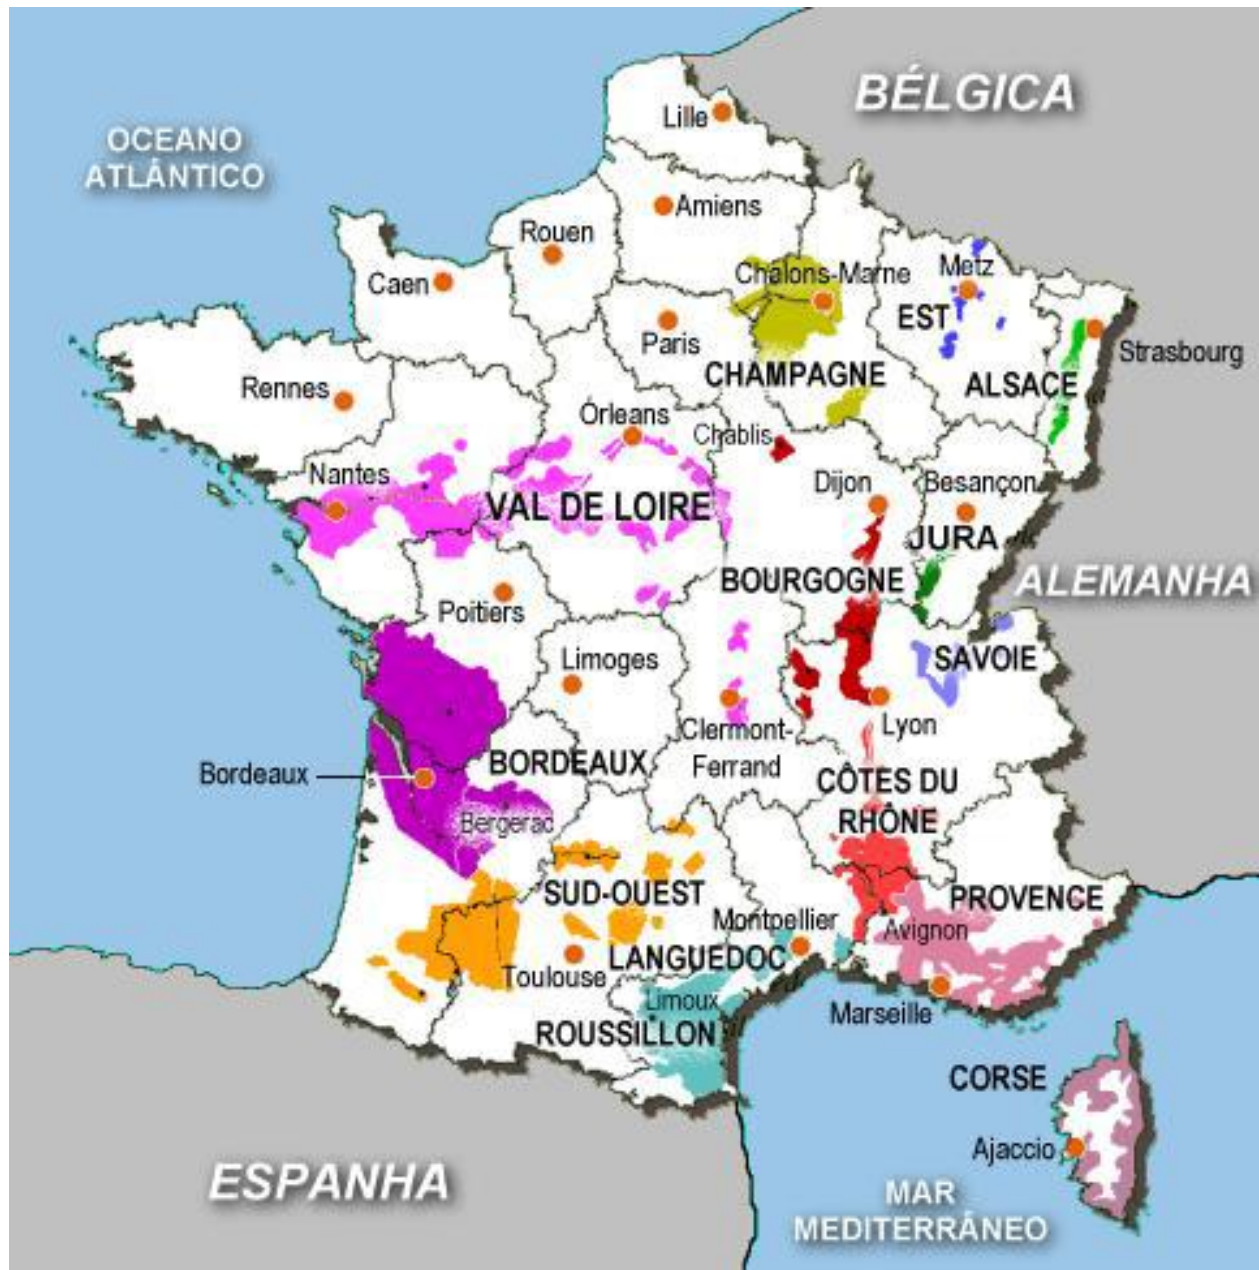 BÉLGICA
Lille
OCEANO
ATLÂNTICO
Amiens
Rouen
Caen
Châlons-Marne
Metz
EST
Paris
Strasbourg
CHAMPAGNE
ALSACE
Rennes
Órleans
Chablis
Nantes
Dijon
Besançon
VAL DE LOIRE
JURA
BOURGOGNE
ALEMANHA
Poitiers
Limoges
SAVOIE
Lyon
Clermont-
Ferrand
Bordeaux
BORDEAUX
CÔTES DU
RHÔNE
Bergerac
SUD-OUEST
PROVENCE
Montpellier
Avignon
LANGUEDOC
Toulouse
Limoux
Marseille
ROUSSILLON
CORSE
Ajaccio
ESPANHA
MAR
MEDITERRÂNEO